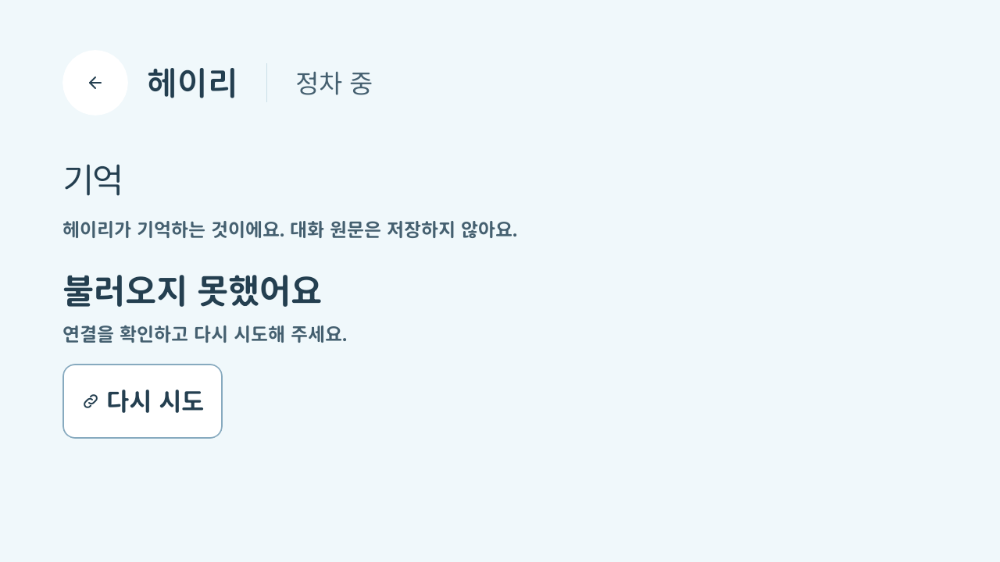 헤이리
정차 중
기억
헤이리가 기억하는 것이에요. 대화 원문은 저장하지 않아요.
불러오지 못했어요
연결을 확인하고 다시 시도해 주세요.
다시 시도